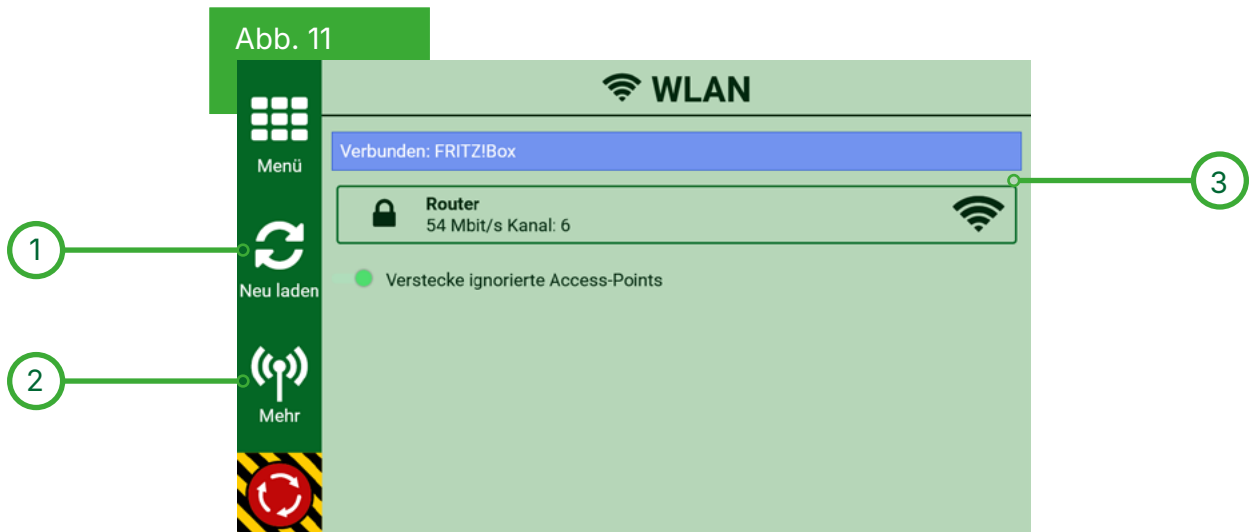 Abb. 11
WLAN
Menü
Verbunden: FRITZ!Box
3
Router
54 Mbit/s Kanal: 6
1
Neu laden
Verstecke ignorierte Access-Points
2
Mehr